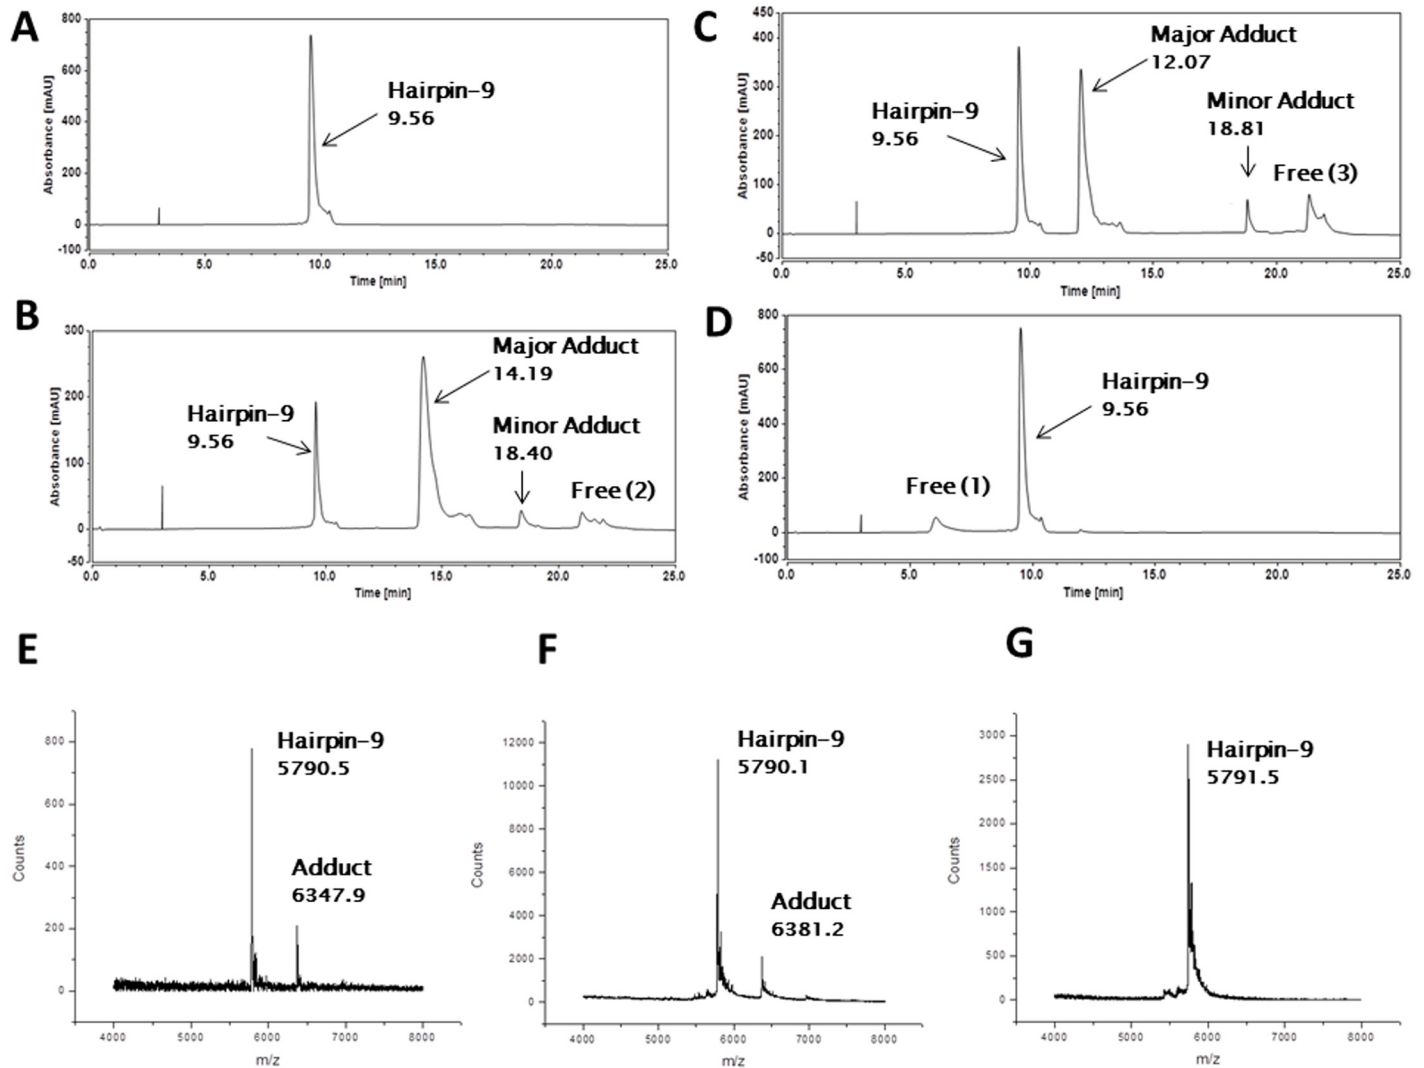 A
800
600
400
200
0
-100
Absorbance [mAU]
Hairpin-9
9.56
0.0 5.0 10.0 15.0 20.0 25.0
Time [min]
B
300
200
100
0
-50
Absorbance [mAU]
Hairpin-9
9.56
Major Adduct
14.19
Minor Adduct
18.40
Free (2)
0.0 5.0 10.0 15.0 20.0 25.0
Time [min]
C
450
400
300
200
100
0
-50
Absorbance [mAU]
Hairpin-9
9.56
Major Adduct
12.07
Minor Adduct
18.81
Free (3)
0.0 5.0 10.0 15.0 20.0 25.0
Time [min]
D
800
600
400
200
0
-100
Absorbance [mAU]
Free (1)
Hairpin-9
9.56
0.0 5.0 10.0 15.0 20.0 25.0
Time [min]
E
800
600
400
200
0
Counts
Hairpin-9
5790.5
Adduct
6347.9
4000 5000 6000 7000 8000
m/z
F
12000
10000
8000
6000
4000
2000
0
Counts
Hairpin-9
5790.1
Adduct
6381.2
4000 5000 6000 7000 8000
m/z
G
3000
2500
2000
1500
1000
500
0
Counts
Hairpin-9
5791.5
4000 5000 6000 7000 8000
m/z